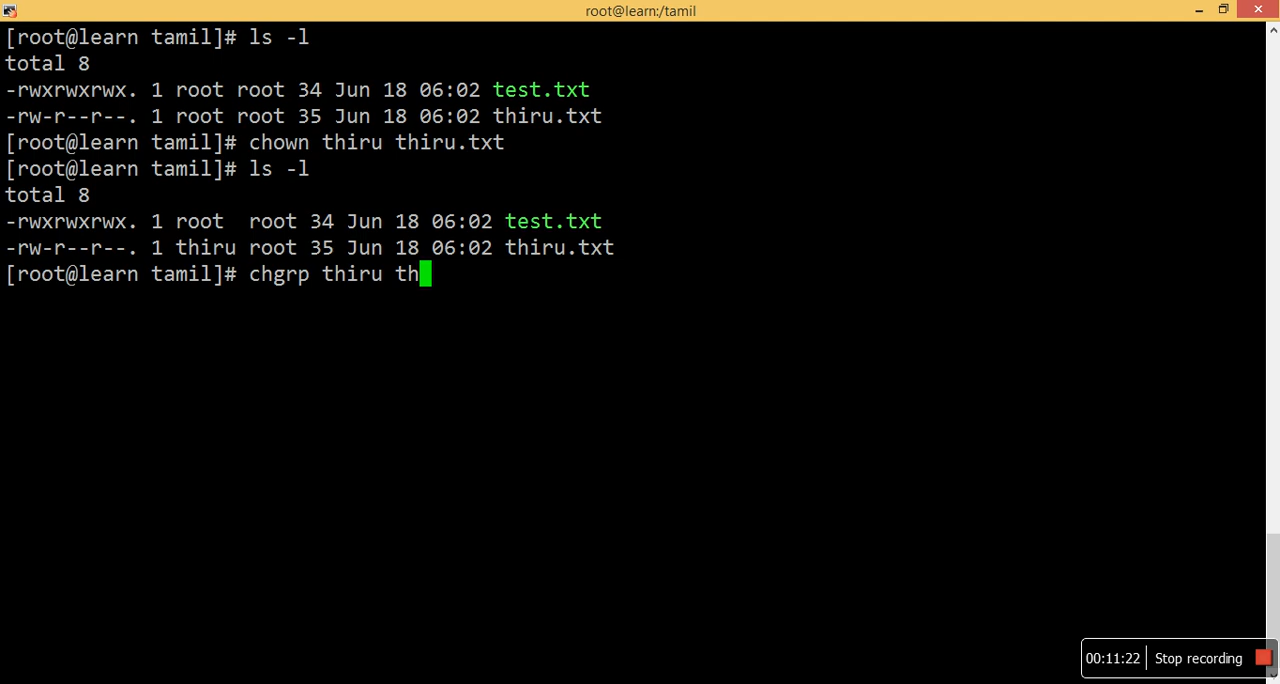 root@learn:/tamil
[root@learn tamil]# ls -l
total 8
-rwxrwxrwx. 1 root root 34 Jun 18 06:02 test.txt
-rw-r--r--. 1 root root 35 Jun 18 06:02 thiru.txt
[root@learn tamil]# chown thiru thiru.txt
[root@learn tamil]# ls -l
total 8
-rwxrwxrwx. 1 root  root 34 Jun 18 06:02 test.txt
-rw-r--r--. 1 thiru root 35 Jun 18 06:02 thiru.txt
[root@learn tamil]# chgrp thiru th
00:11:22 Stop recording